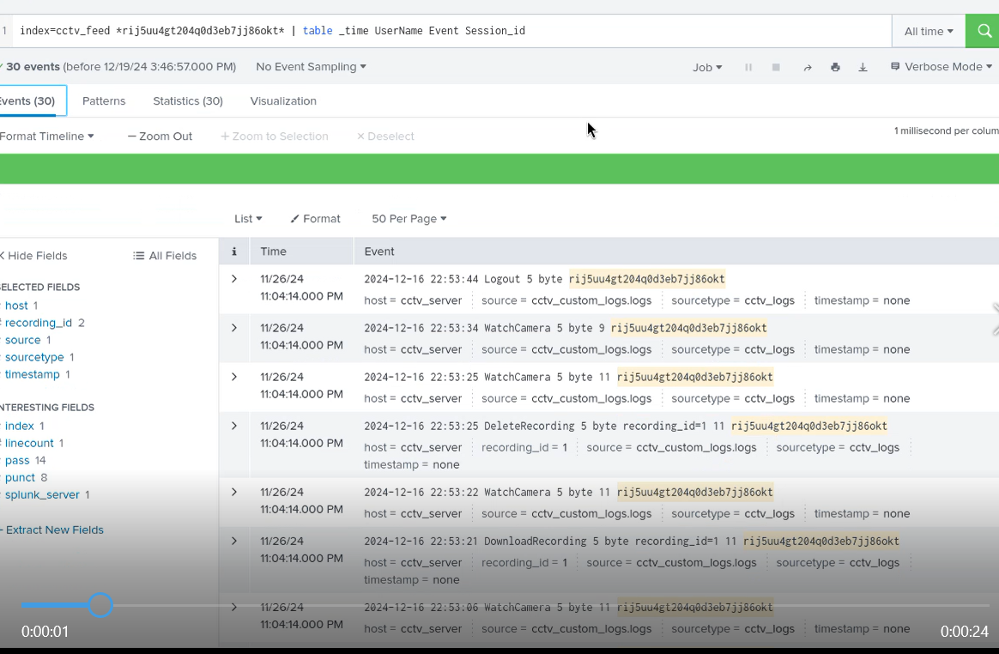 1 index=cctv_feed *rij5uu4gt204q0d3eb7jj86okt* | table _time UserName Event Session_id All time
30 events (before 12/19/24 3:46:57.000 PM) No Event Sampling Job Verbose Mode
Events (30) Patterns Statistics (30) Visualization
Format Timeline — Zoom Out + Zoom to Selection × Deselect 1 millisecond per colum
List Format 50 Per Page
Hide Fields All Fields
SELECTED FIELDS
host 1
recording_id 2
source 1
sourcetype 1
timestamp 1
INTERESTING FIELDS
index 1
linecount 1
pass 14
punct 8
splunk_server 1
+ Extract New Fields
i Time Event
11/26/24 2024-12-16 22:53:44 Logout 5 byte rij5uu4gt204q0d3eb7jj86okt
11:04:14.000 PM host = cctv_server source = cctv_custom_logs.logs sourcetype = cctv_logs timestamp = none
11/26/24 2024-12-16 22:53:34 WatchCamera 5 byte 9 rij5uu4gt204q0d3eb7jj86okt
11:04:14.000 PM host = cctv_server source = cctv_custom_logs.logs sourcetype = cctv_logs timestamp = none
11/26/24 2024-12-16 22:53:25 WatchCamera 5 byte 11 rij5uu4gt204q0d3eb7jj86okt
11:04:14.000 PM host = cctv_server source = cctv_custom_logs.logs sourcetype = cctv_logs timestamp = none
11/26/24 2024-12-16 22:53:25 DeleteRecording 5 byte recording_id=1 11 rij5uu4gt204q0d3eb7jj86okt
11:04:14.000 PM host = cctv_server recording_id = 1 source = cctv_custom_logs.logs sourcetype = cctv_logs
timestamp = none
11/26/24 2024-12-16 22:53:22 WatchCamera 5 byte 11 rij5uu4gt204q0d3eb7jj86okt
11:04:14.000 PM host = cctv_server source = cctv_custom_logs.logs sourcetype = cctv_logs timestamp = none
11/26/24 2024-12-16 22:53:21 DownloadRecording 5 byte recording_id=1 11 rij5uu4gt204q0d3eb7jj86okt
11:04:14.000 PM host = cctv_server recording_id = 1 source = cctv_custom_logs.logs sourcetype = cctv_logs
timestamp = none
11/26/24 2024-12-16 22:53:06 WatchCamera 5 byte 11 rij5uu4gt204q0d3eb7jj86okt
11:04:14.000 PM host = cctv_server source = cctv_custom_logs.logs sourcetype = cctv_logs timestamp = none
0:00:01 0:00:24